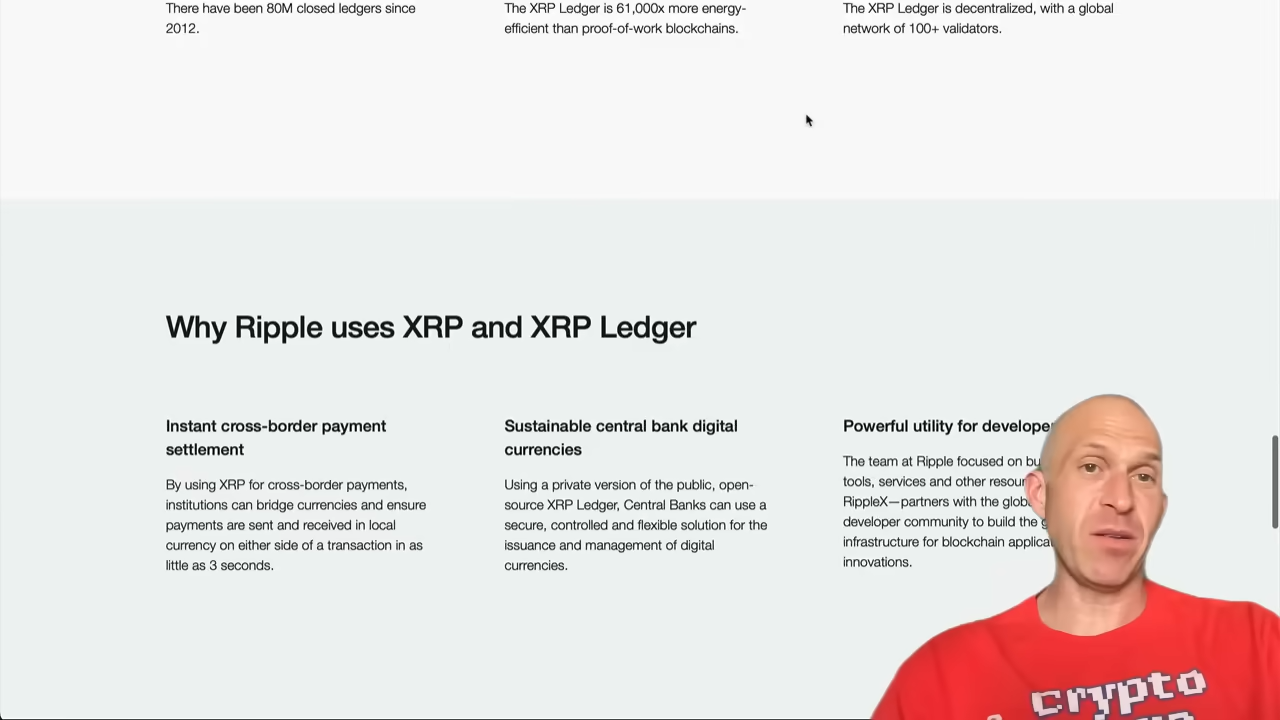 There have been 80M closed ledgers since
2012.
The XRP Ledger is 61,000x more energy-
efficient than proof-of-work blockchains.
The XRP Ledger is decentralized, with a global
network of 100+ validators.
Why Ripple uses XRP and XRP Ledger
Instant cross-border payment
settlement
By using XRP for cross-border payments,
institutions can bridge currencies and ensure
payments are sent and received in local
currency on either side of a transaction in as
little as 3 seconds.
Sustainable central bank digital
currencies
Using a private version of the public, open-
source XRP Ledger, Central Banks can use a
secure, controlled and flexible solution for the
issuance and management of digital
currencies.
Powerful utility for
The team at Ripple focused on
tools, services and other
RippleX—partners with the
developer community to build the
infrastructure for blockchain
innovations.
crypto